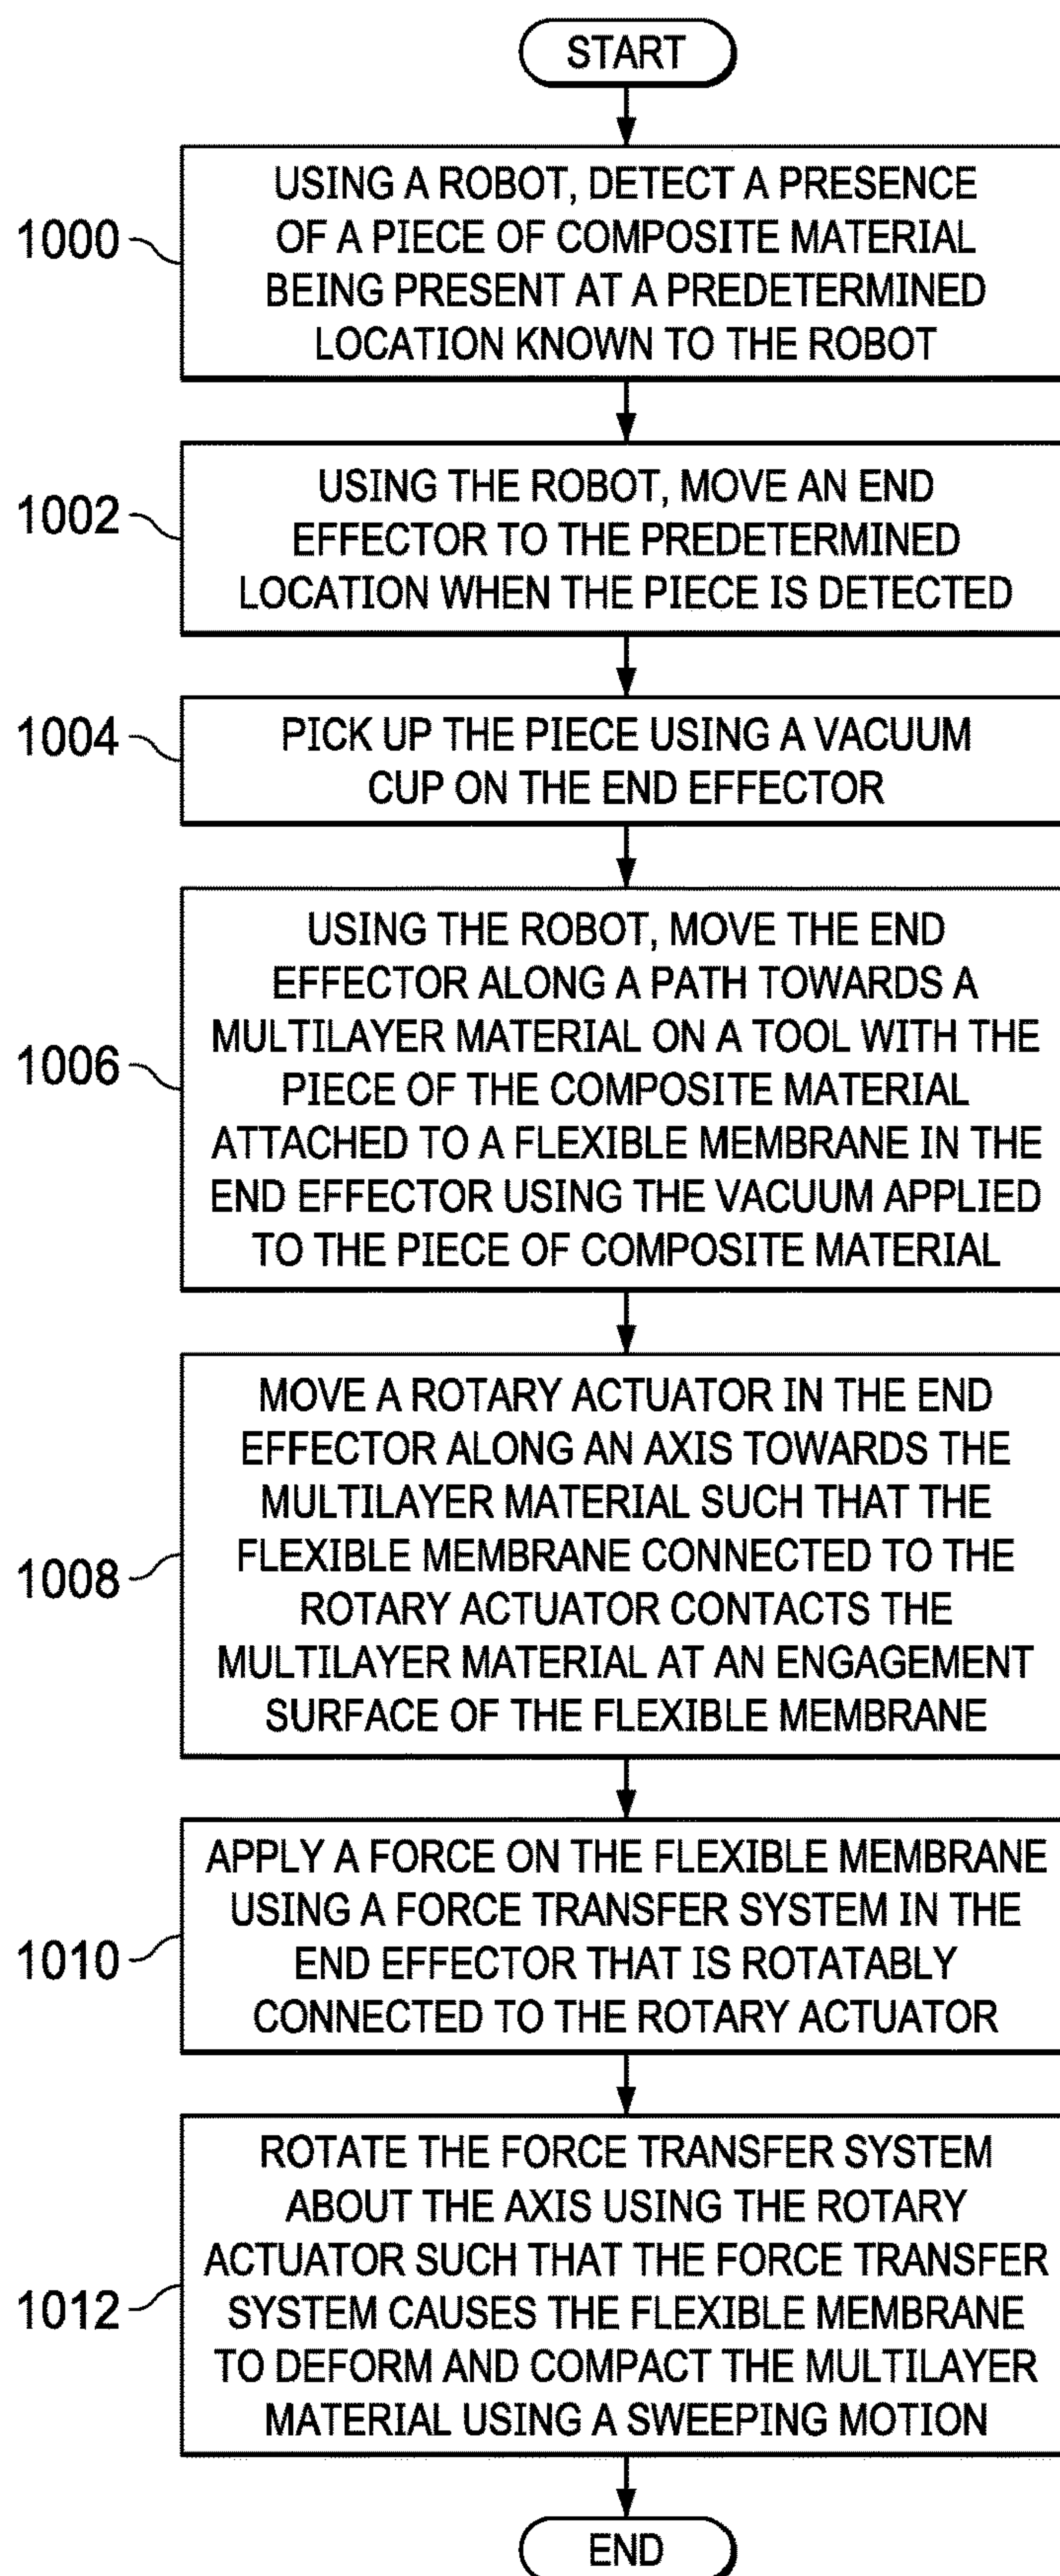 START
1000
USING A ROBOT, DETECT A PRESENCE
OF A PIECE OF COMPOSITE MATERIAL
BEING PRESENT AT A PREDETERMINED
LOCATION KNOWN TO THE ROBOT
1002
USING THE ROBOT, MOVE AN END
EFFECTOR TO THE PREDETERMINED
LOCATION WHEN THE PIECE IS DETECTED
1004
PICK UP THE PIECE USING A VACUUM
CUP ON THE END EFFECTOR
1006
USING THE ROBOT, MOVE THE END
EFFECTOR ALONG A PATH TOWARDS A
MULTILAYER MATERIAL ON A TOOL WITH THE
PIECE OF THE COMPOSITE MATERIAL
ATTACHED TO A FLEXIBLE MEMBRANE IN THE
END EFFECTOR USING THE VACUUM APPLIED
TO THE PIECE OF COMPOSITE MATERIAL
1008
MOVE A ROTARY ACTUATOR IN THE END
EFFECTOR ALONG AN AXIS TOWARDS THE
MULTILAYER MATERIAL SUCH THAT THE
FLEXIBLE MEMBRANE CONNECTED TO THE
ROTARY ACTUATOR CONTACTS THE
MULTILAYER MATERIAL AT AN ENGAGEMENT
SURFACE OF THE FLEXIBLE MEMBRANE
1010
APPLY A FORCE ON THE FLEXIBLE MEMBRANE
USING A FORCE TRANSFER SYSTEM IN THE
END EFFECTOR THAT IS ROTATABLY
CONNECTED TO THE ROTARY ACTUATOR
1012
ROTATE THE FORCE TRANSFER SYSTEM
ABOUT THE AXIS USING THE ROTARY
ACTUATOR SUCH THAT THE FORCE TRANSFER
SYSTEM CAUSES THE FLEXIBLE MEMBRANE
TO DEFORM AND COMPACT THE MULTILAYER
MATERIAL USING A SWEEPING MOTION
END